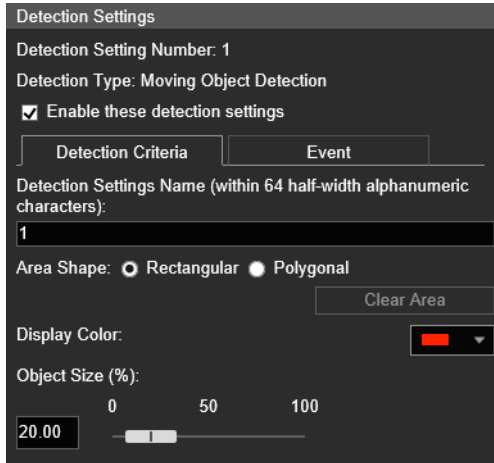 Detection Settings
Detection Setting Number: 1
Detection Type: Moving Object Detection
Enable these detection settings
Detection Criteria Event
Detection Settings Name (within 64 half-width alphanumeric
characters):
1
Area Shape: Rectangular Polygonal
Clear Area
Display Color:
Object Size (%):
0 50 100
20.00